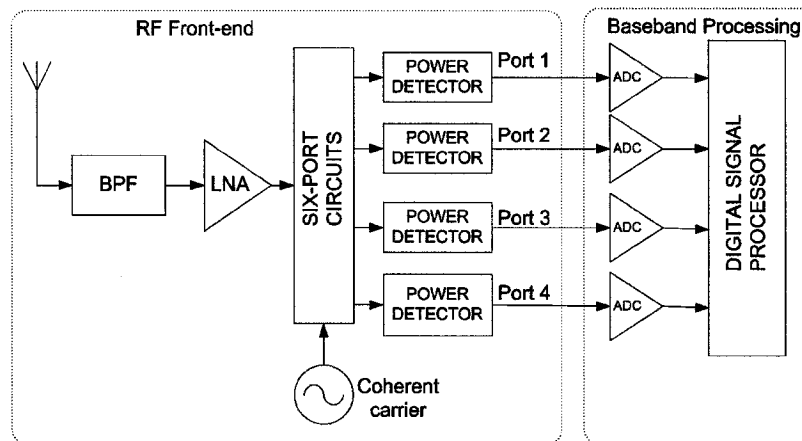 RF Front-end
Baseband Processing
BPF
LNA
SIX-PORT
CIRCUITS
POWER
DETECTOR
Port 1
ADC
POWER
DETECTOR
Port 2
ADC
POWER
DETECTOR
Port 3
ADC
POWER
DETECTOR
Port 4
ADC
DIGITAL SIGNAL
PROCESSOR
Coherent
carrier